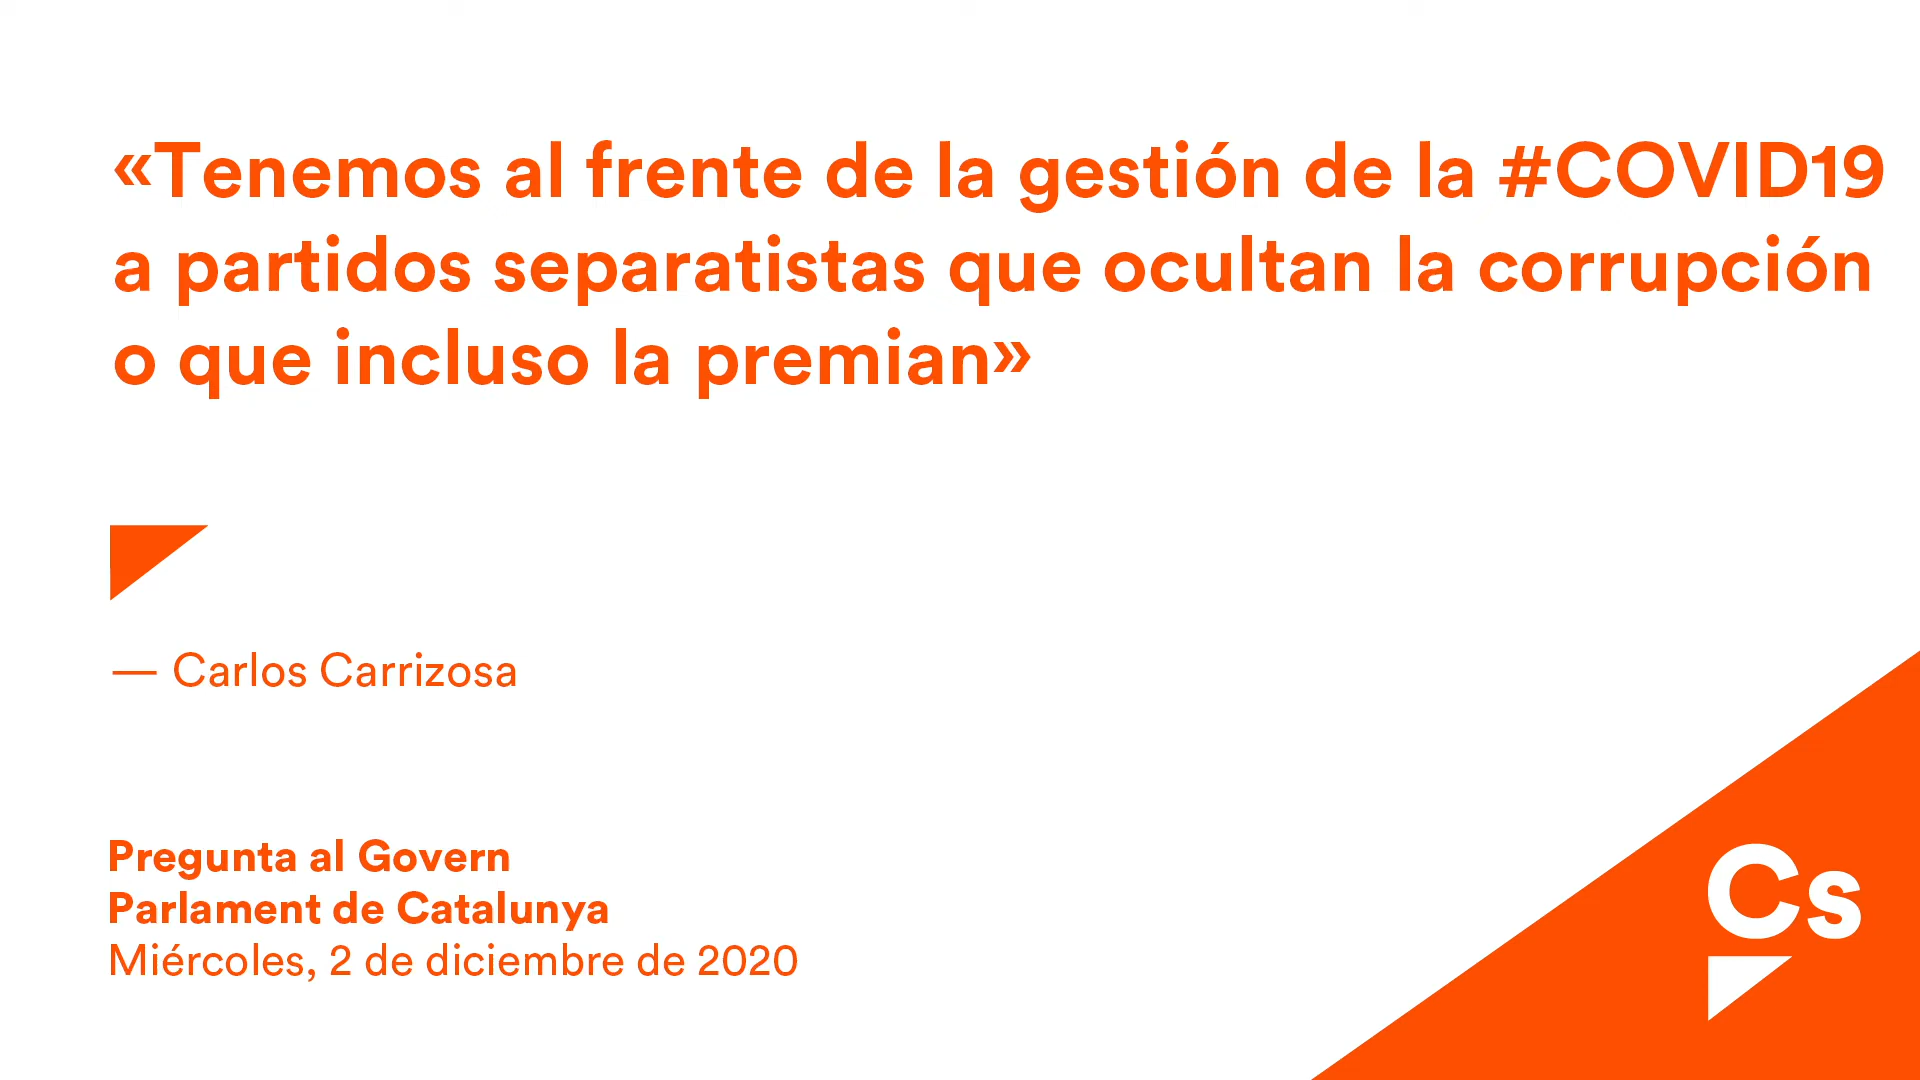 «Tenemos al frente de la gestión de la #COVID19
a partidos separatistas que ocultan la corrupción
o que incluso la premian»
— Carlos Carrizosa
Pregunta al Govern
Parlament de Catalunya
Miércoles, 2 de diciembre de 2020
Cs